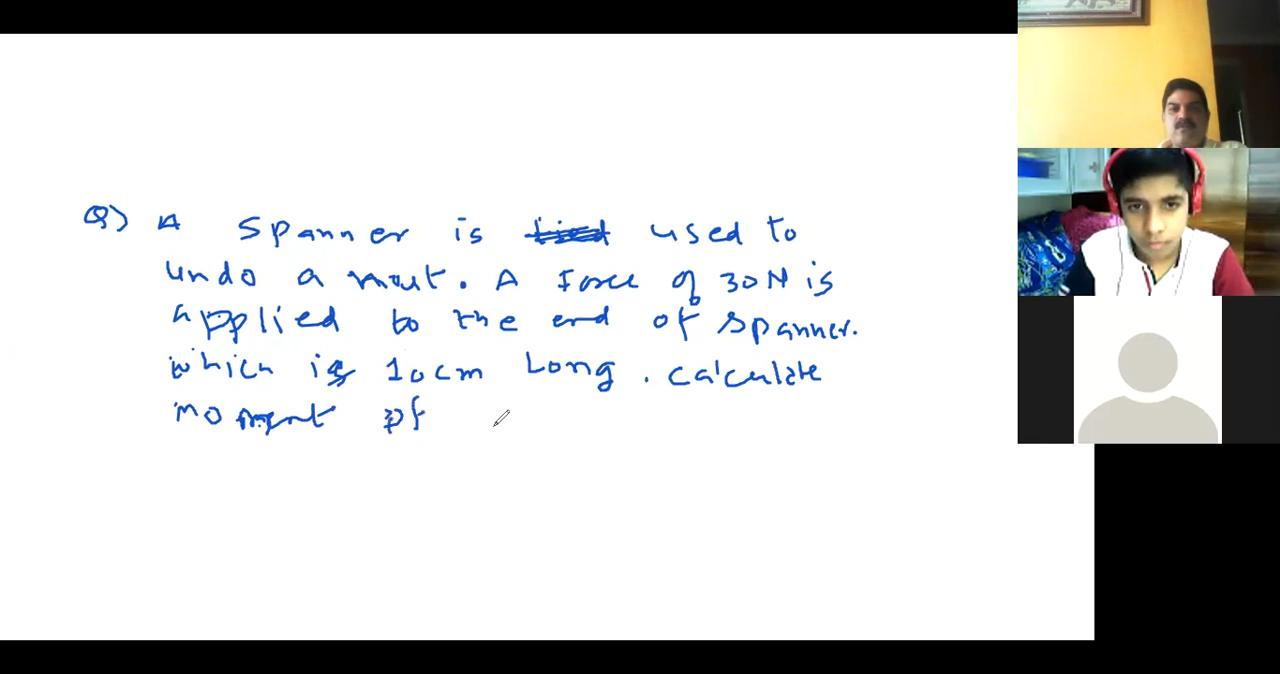 Q) A spanner is used to
undo a nut. A Force of 30N is
applied to the end of spanner.
which is 10cm Long. calculate
moment of